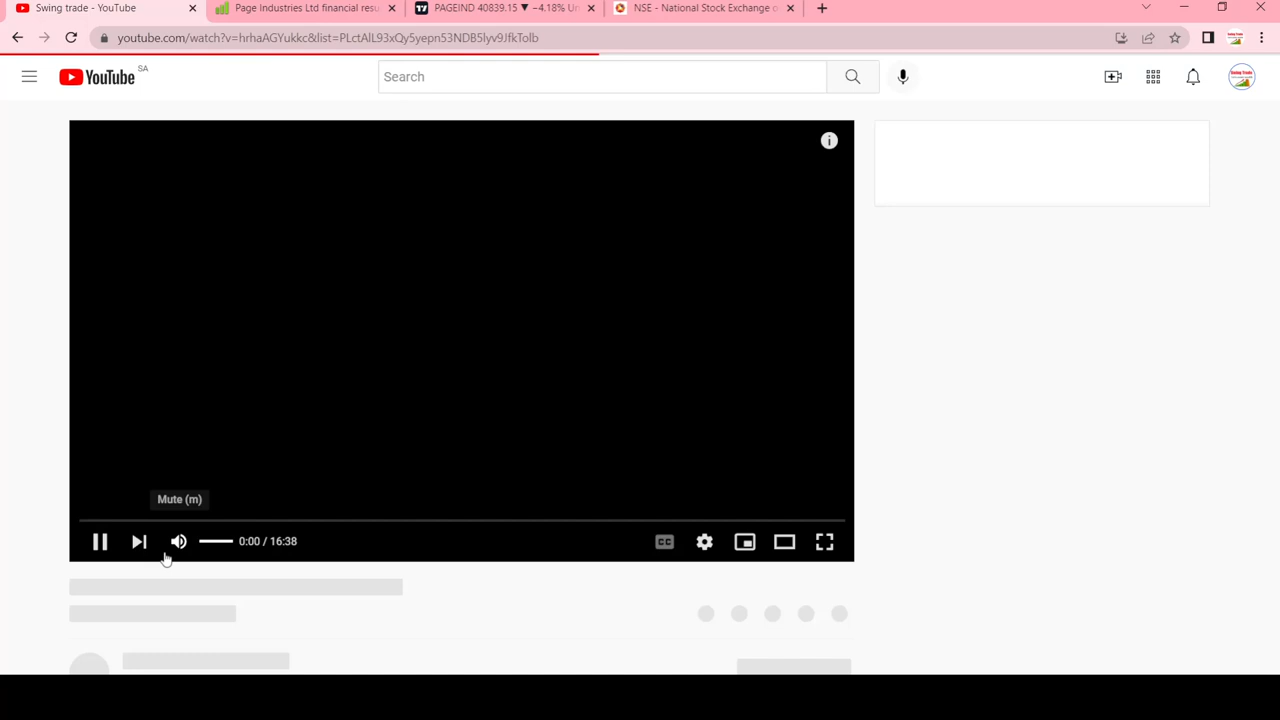 Swing trade - YouTube
Page Industries Ltd financial resu
PAGEIND 40839.15 ▼ −4.18% Un
NSE - National Stock Exchange o
youtube.com/watch?v=hrhaAGYukkc&list=PLctAlL93xQy5yepn53NDB5lyv9JfkTolb
YouTube SA
Search
Mute (m)
0:00 / 16:38
CC